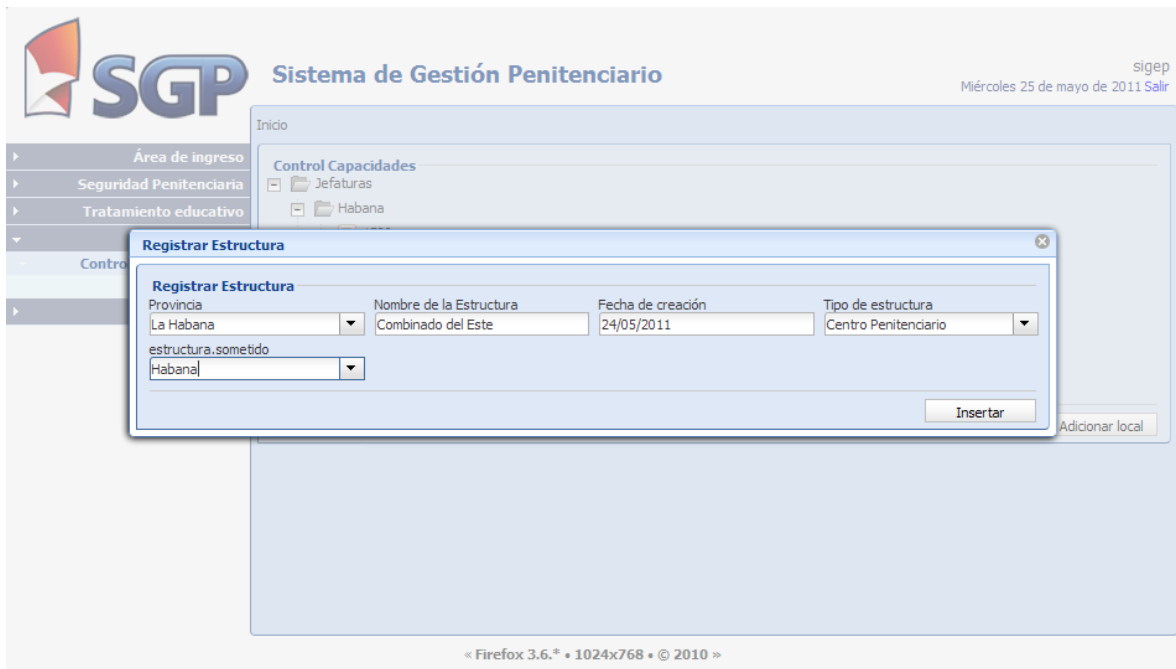 SGP
Sistema de Gestión Penitenciario
sigep
Miércoles 25 de mayo de 2011 Salir
Inicio
Área de ingreso
Seguridad Penitenciaria
Tratamiento educativo
Contro
Control Capacidades
Jefaturas
Habana
Registrar Estructura
Registrar Estructura
Provincia
Nombre de la Estructura
Fecha de creación
Tipo de estructura
La Habana
Combinado del Este
24/05/2011
Centro Penitenciario
estructura.sometido
Habana
Insertar
Adicionar local
« Firefox 3.6.* • 1024x768 • © 2010 »